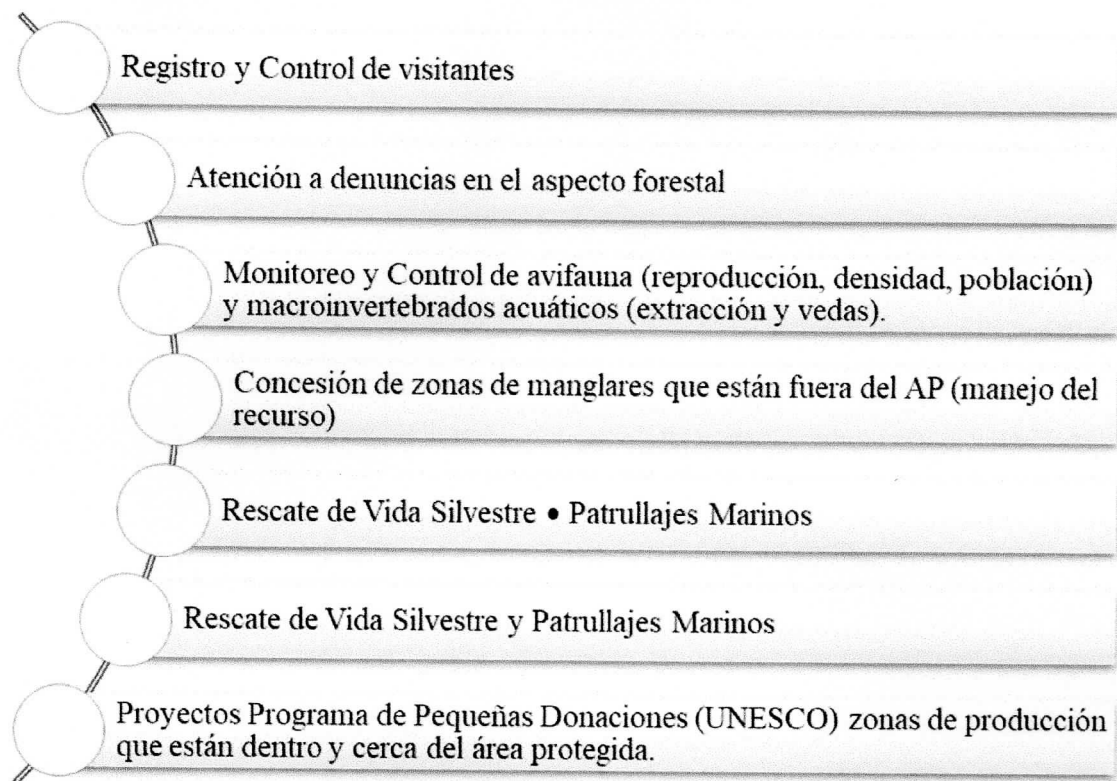 Registro y Control de visitantes
Atención a denuncias en el aspecto forestal
Monitoreo y Control de avifauna (reproducción, densidad, población)
y macroinvertebrados acuáticos (extracción y vedas).
Concesión de zonas de manglares que están fuera del AP (manejo del
recurso)
Rescate de Vida Silvestre • Patrullajes Marinos
Rescate de Vida Silvestre y Patrullajes Marinos
Proyectos Programa de Pequeñas Donaciones (UNESCO) zonas de producción
que están dentro y cerca del área protegida.